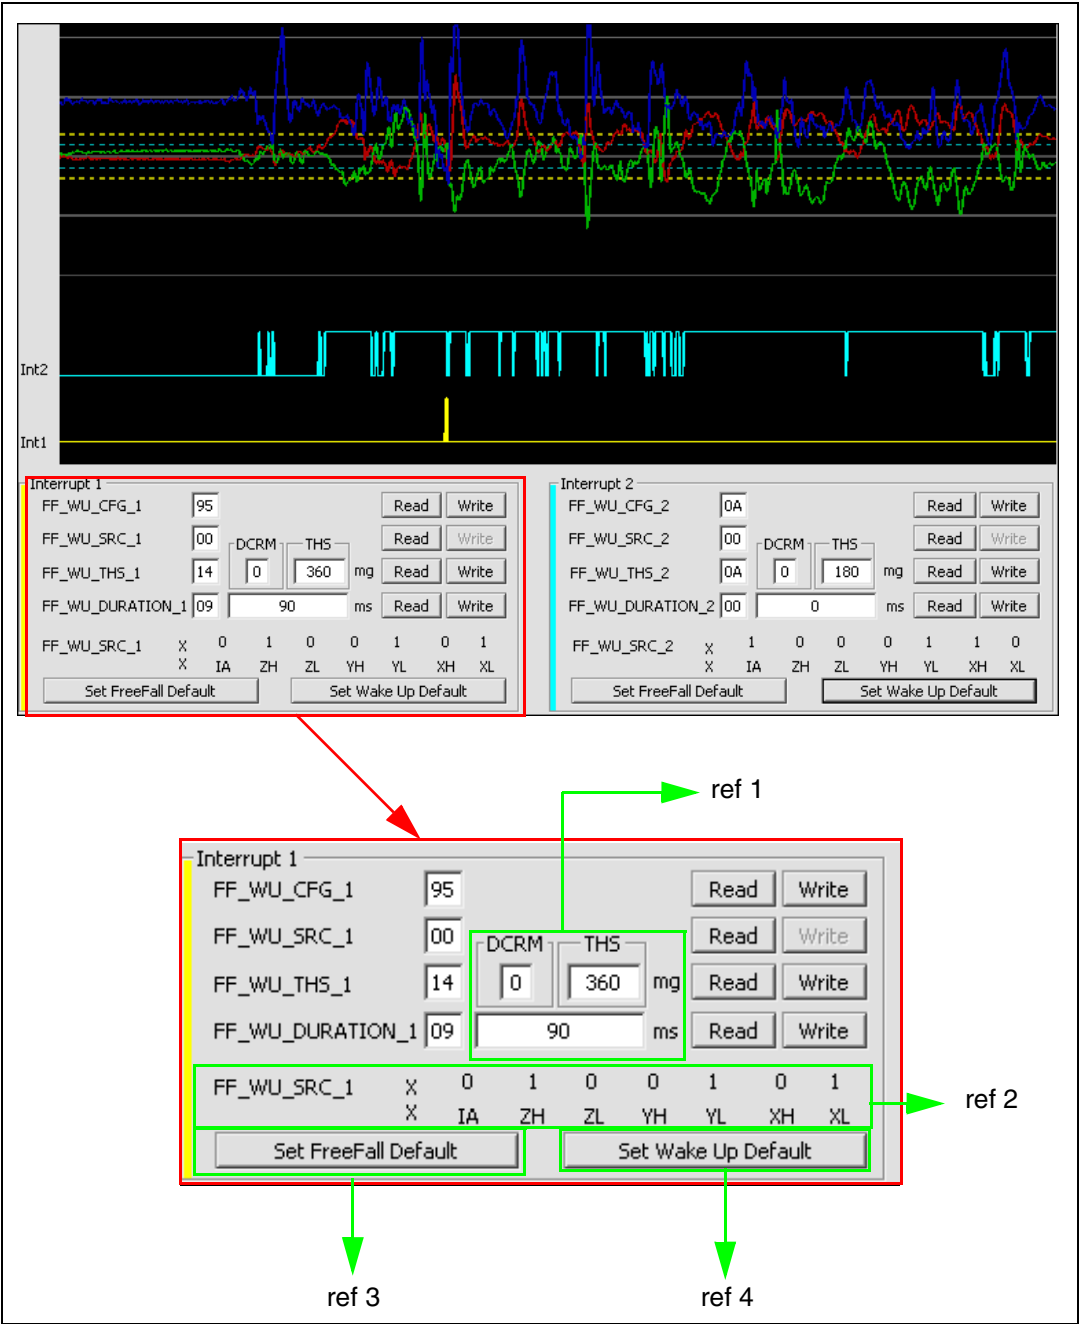 Int2
Int1
Interrupt 1
FF_WU_CFG_1 95 Read Write
FF_WU_SRC_1 00 Read Write
DCRM THS
FF_WU_THS_1 14 0 360 mg Read Write
FF_WU_DURATION_1 09 90 ms Read Write
FF_WU_SRC_1 X 0 1 0 0 1 0 1
X IA ZH ZL YH YL XH XL
Set FreeFall Default Set Wake Up Default
Interrupt 2
FF_WU_CFG_2 0A Read Write
FF_WU_SRC_2 00 Read Write
DCRM THS
FF_WU_THS_2 0A 0 180 mg Read Write
FF_WU_DURATION_2 00 0 ms Read Write
FF_WU_SRC_2 X 1 0 0 0 1 1 0
X IA ZH ZL YH YL XH XL
Set FreeFall Default Set Wake Up Default
ref 1
Interrupt 1
FF_WU_CFG_1 95 Read Write
FF_WU_SRC_1 00 Read Write
DCRM THS
FF_WU_THS_1 14 0 360 mg Read Write
FF_WU_DURATION_1 09 90 ms Read Write
FF_WU_SRC_1 X 0 1 0 0 1 0 1
X IA ZH ZL YH YL XH XL
ref 2
Set FreeFall Default Set Wake Up Default
ref 3 ref 4